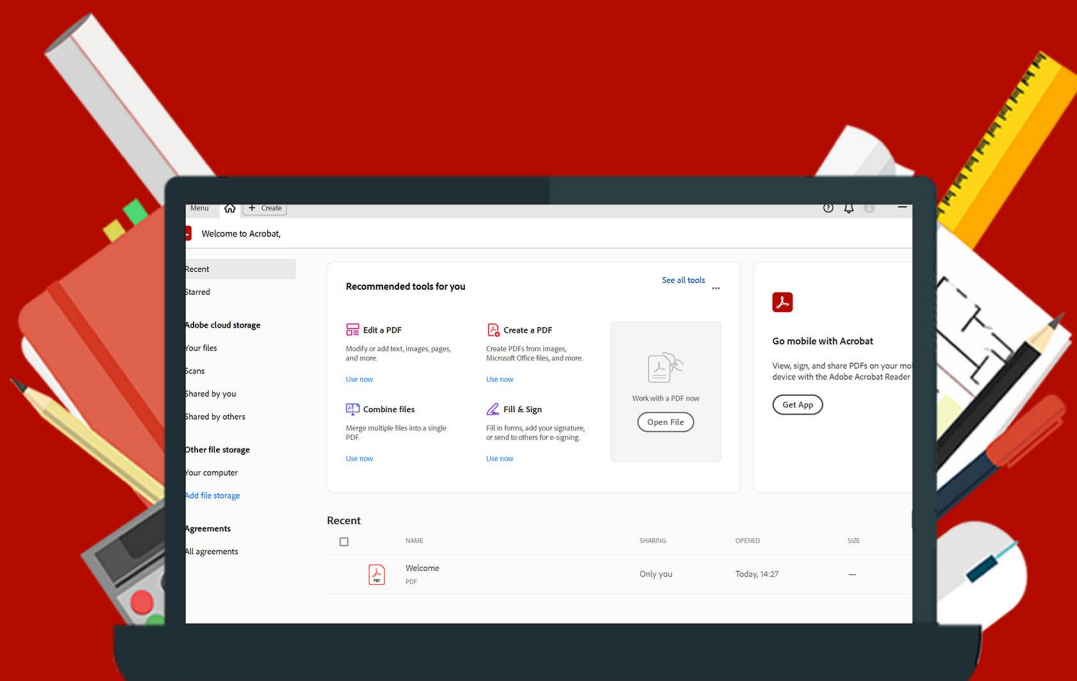 Menu
+ Create
Welcome to Acrobat,
Recent
Starred
Adobe cloud storage
Your files
Scans
Shared by you
Shared by others
Other file storage
Your computer
Add file storage
Agreements
All agreements
Recommended tools for you
See all tools
...
Edit a PDF
Modify or add text, images, pages,
and more.
Use now
Create a PDF
Create PDFs from images,
Microsoft Office files, and more.
Use now
Combine files
Merge multiple files into a single
PDF.
Use now
Fill & Sign
Fill in forms, add your signature,
or send to others for e-signing.
Use now
Work with a PDF now
Open File
Go mobile with Acrobat
View, sign, and share PDFs on your mo
device with the Adobe Acrobat Reader
Get App
Recent
NAME
SHARING
OPENED
SIZE
PDF
Welcome
PDF
Only you
Today, 14:27
—